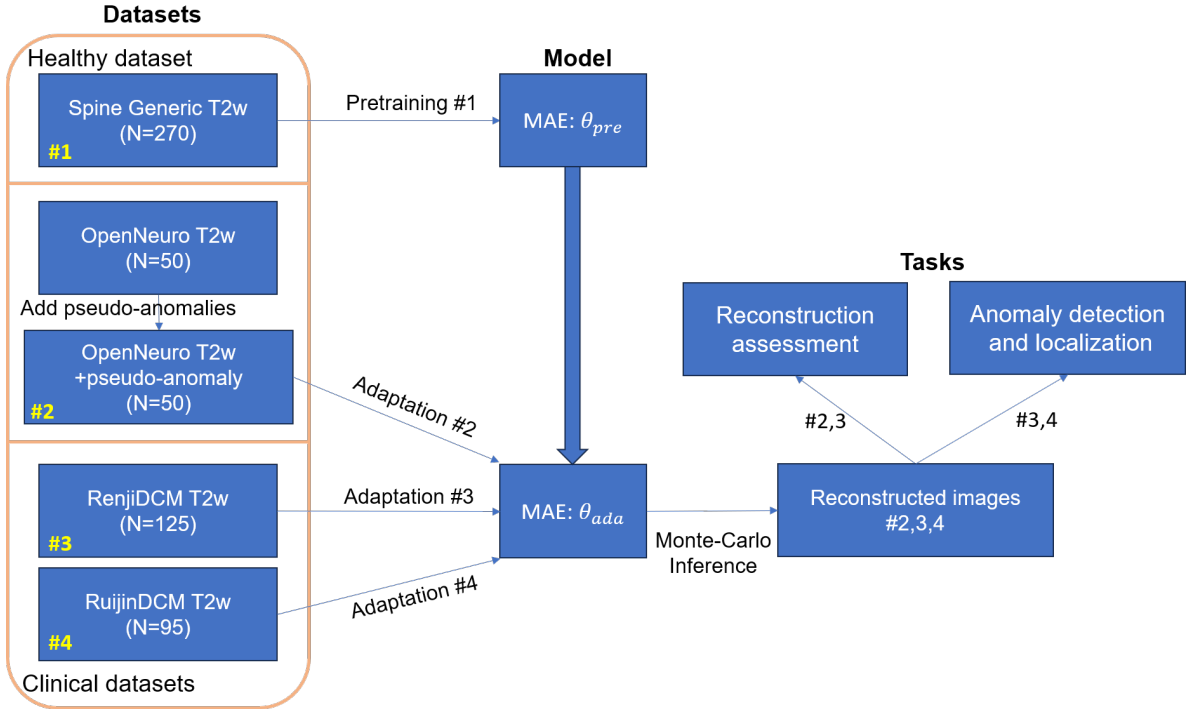 Datasets
Healthy dataset
Spine Generic T2w
(N=270)
#1
OpenNeuro T2w
(N=50)
Add pseudo-anomalies
OpenNeuro T2w
+pseudo-anomaly
(N=50)
#2
RenjiDCM T2w
(N=125)
#3
RuijinDCM T2w
(N=95)
#4
Clinical datasets
Pretraining #1
Adaptation #2
Adaptation #3
Adaptation #4
Model
MAE: θ_pre
MAE: θ_ada
Monte-Carlo
Inference
Tasks
Reconstruction
assessment
Anomaly detection
and localization
#2,3
#3,4
Reconstructed images
#2,3,4